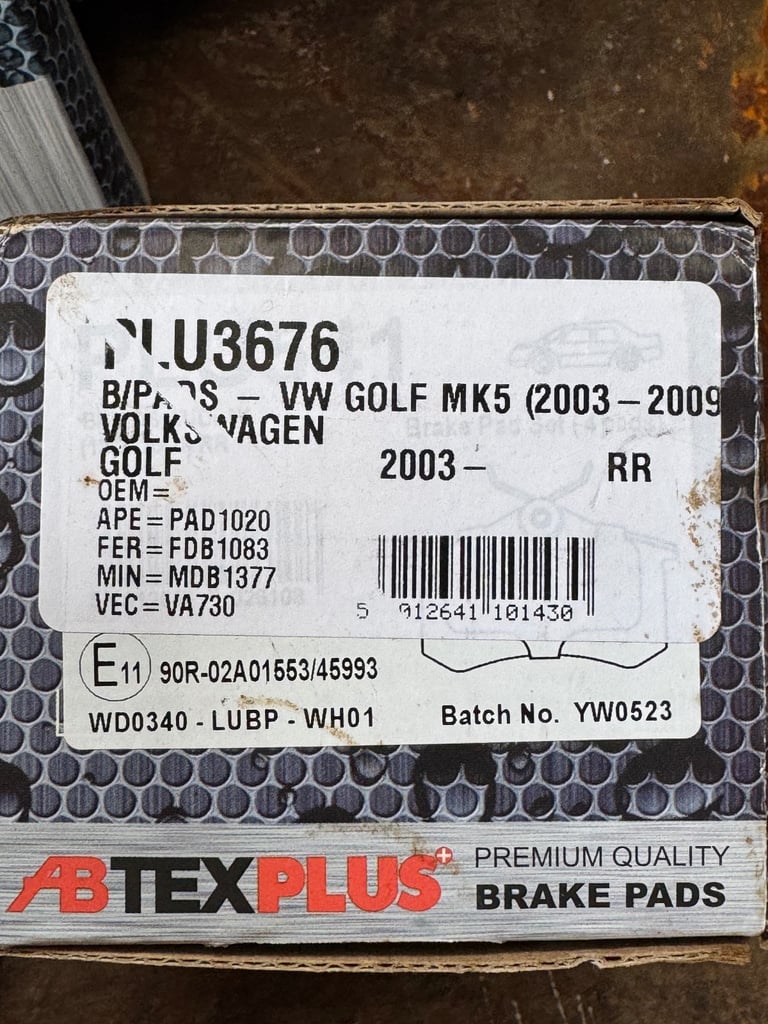 PLU3676
B/PADS – VW GOLF MK5 (2003–2009
VOLKSWAGEN
GOLF 2003– RR
OEM=
APE=PAD1020
FER=FDB1083
MIN=MDB1377
VEC=VA730
5 012641 101430
E11 90R-02A01553/45993
WD0340 - LUBP - WH01 Batch No. YW0523
ABTEXPLUS+ PREMIUM QUALITY
BRAKE PADS